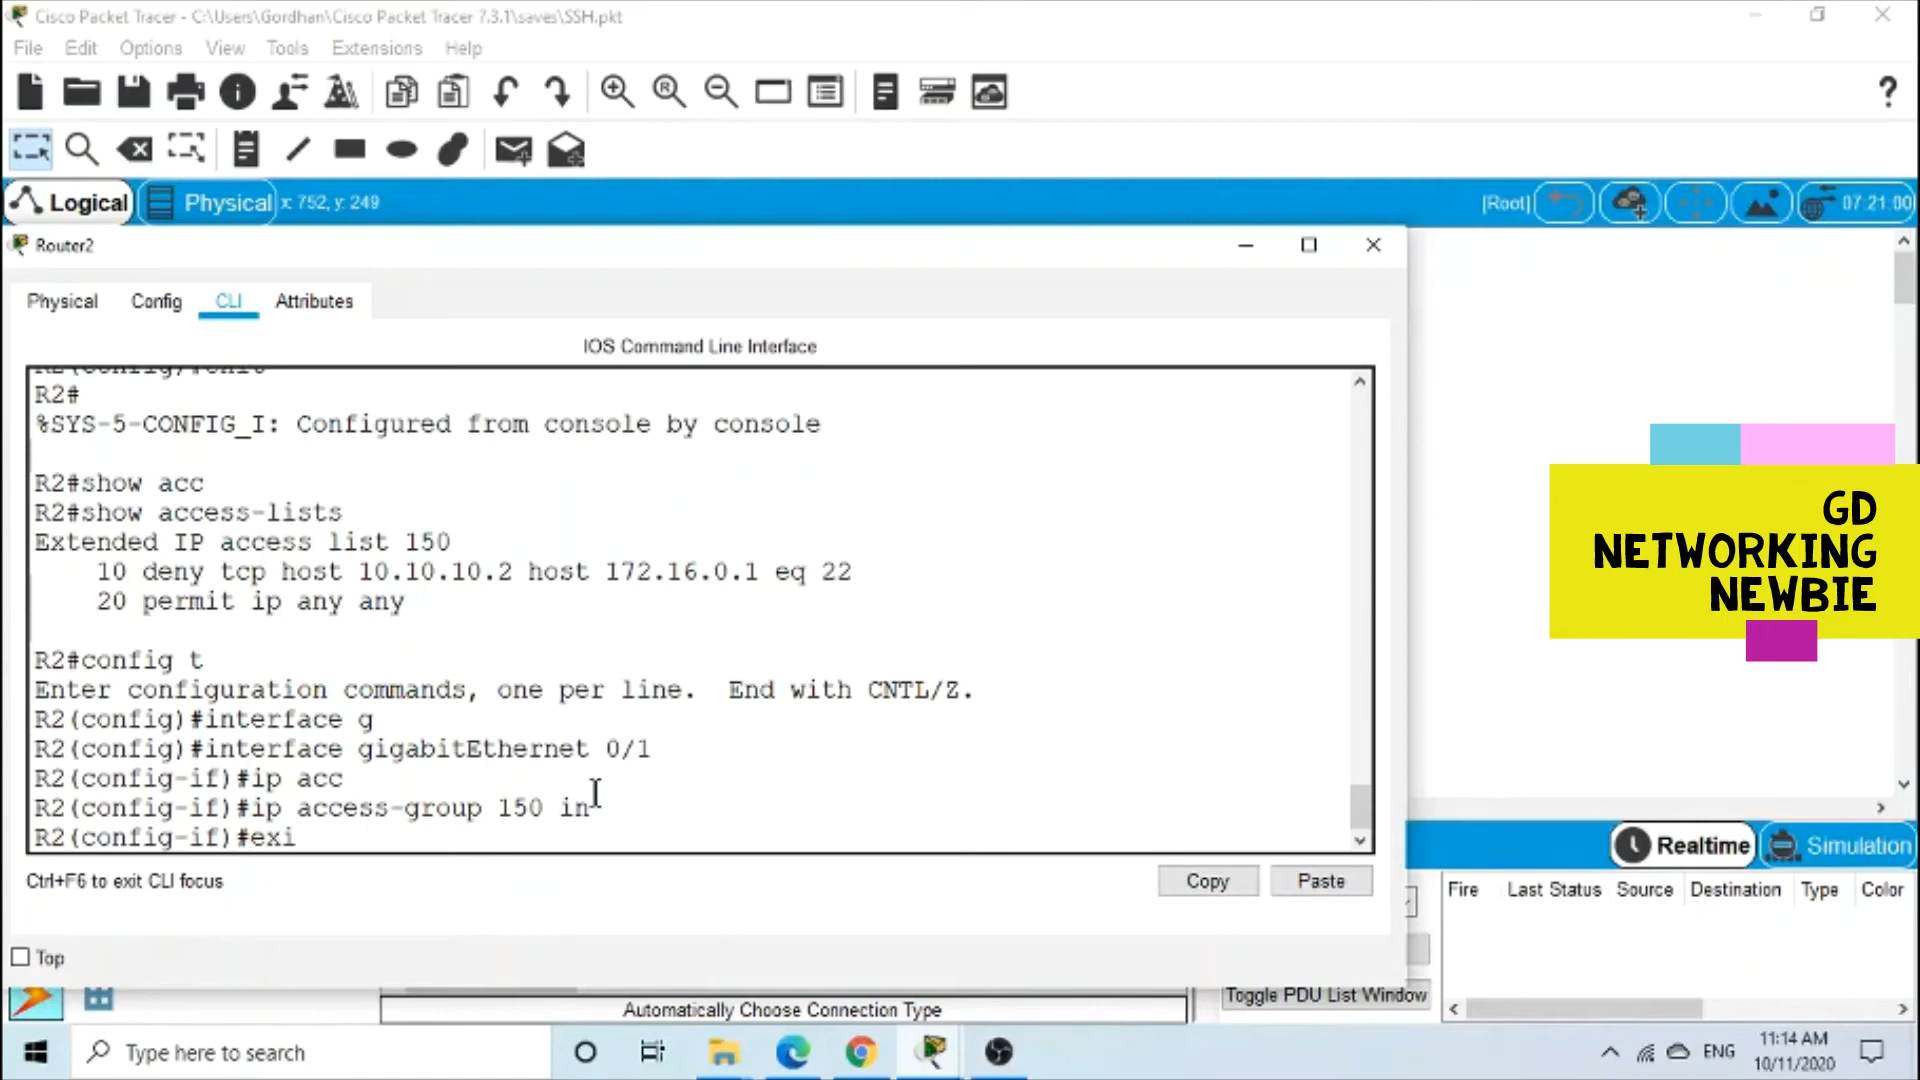 Cisco Packet Tracer - C:\Users\Gordhan\Cisco Packet Tracer 7.3.1\saves\SSH.pkt
File Edit Options View Tools Extensions Help
Logical Physical x: 752, y: 249 [Root] 07:21:00
Router2
Physical Config CLI Attributes
IOS Command Line Interface
R2(config)#exit
R2#
%SYS-5-CONFIG_I: Configured from console by console
R2#show acc
R2#show access-lists
Extended IP access list 150
10 deny tcp host 10.10.10.2 host 172.16.0.1 eq 22
20 permit ip any any
R2#config t
Enter configuration commands, one per line. End with CNTL/Z.
R2(config)#interface g
R2(config)#interface gigabitEthernet 0/1
R2(config-if)#ip acc
R2(config-if)#ip access-group 150 in
R2(config-if)#exi
Ctrl+F6 to exit CLI focus
Copy Paste
Top
GD
NETWORKING
NEWBIE
Realtime Simulation
Fire Last Status Source Destination Type Color
Toggle PDU List Window
Automatically Choose Connection Type
Type here to search
ENG
11:14 AM
10/11/2020